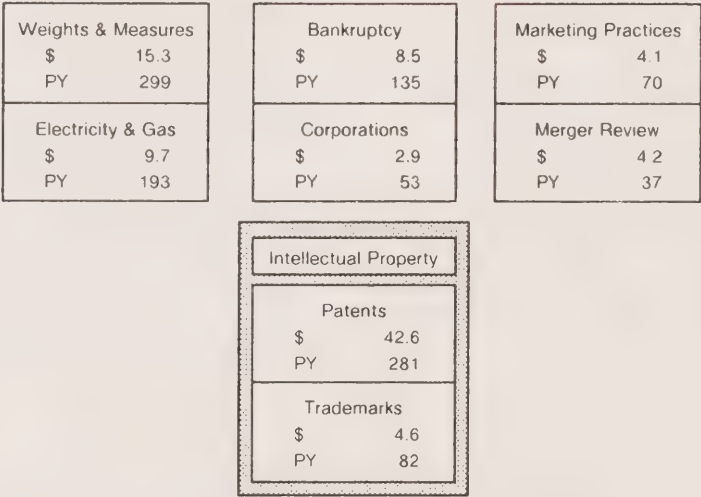 Weights & Measures
$ 15.3
PY 299
Electricity & Gas
$ 9.7
PY 193
Bankruptcy
$ 8.5
PY 135
Corporations
$ 2.9
PY 53
Marketing Practices
$ 4.1
PY 70
Merger Review
$ 4 2
PY 37
Intellectual Property
Patents
$ 42.6
PY 281
Trademarks
$ 4.6
PY 82